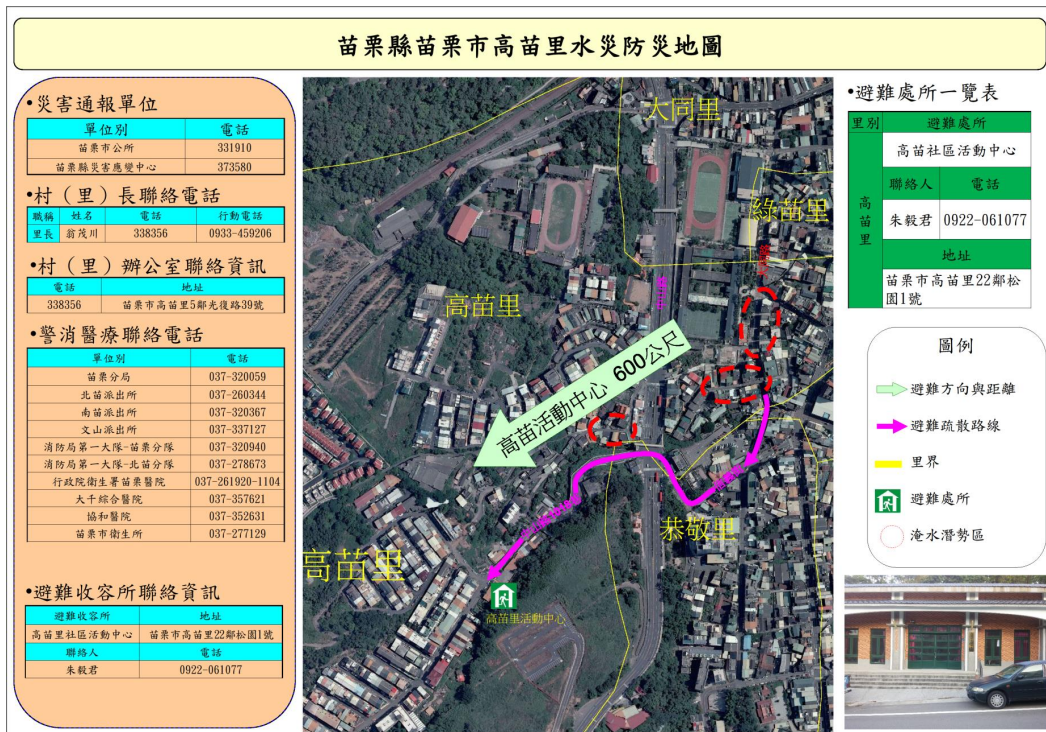 苗栗縣苗栗市高苗里水災防災地圖
•災害通報單位
單位別 電話
苗栗市公所 331910
苗栗縣災害應變中心 373580
•村（里）長聯絡電話
職稱 姓名 電話 行動電話
里長 翁茂川 338356 0933-459206
•村（里）辦公室聯絡資訊
電話 地址
338356 苗栗市高苗里5鄰光復路39號
•警消醫療聯絡電話
單位別 電話
苗栗分局 037-320059
北苗派出所 037-260344
南苗派出所 037-320367
文山派出所 037-337127
消防局第一大隊-苗栗分隊 037-320940
消防局第一大隊-北苗分隊 037-278673
行政院衛生署苗栗醫院 037-261920-1104
大千綜合醫院 037-357621
協和醫院 037-352631
苗栗市衛生所 037-277129
•避難收容所聯絡資訊
避難收容所 地址
高苗里社區活動中心 苗栗市高苗里22鄰松園1號
聯絡人 電話
朱毅君 0922-061077
大同里
綠苗里
高苗里
高苗活動中心 600公尺
恭敬里
高苗里
高苗里活動中心
•避難處所一覽表
里別 避難處所
高苗里
高苗社區活動中心
聯絡人 電話
朱毅君 0922-061077
地址
苗栗市高苗里22鄰松
園1號
圖例
避難方向與距離
避難疏散路線
里界
避難處所
淹水潛勢區